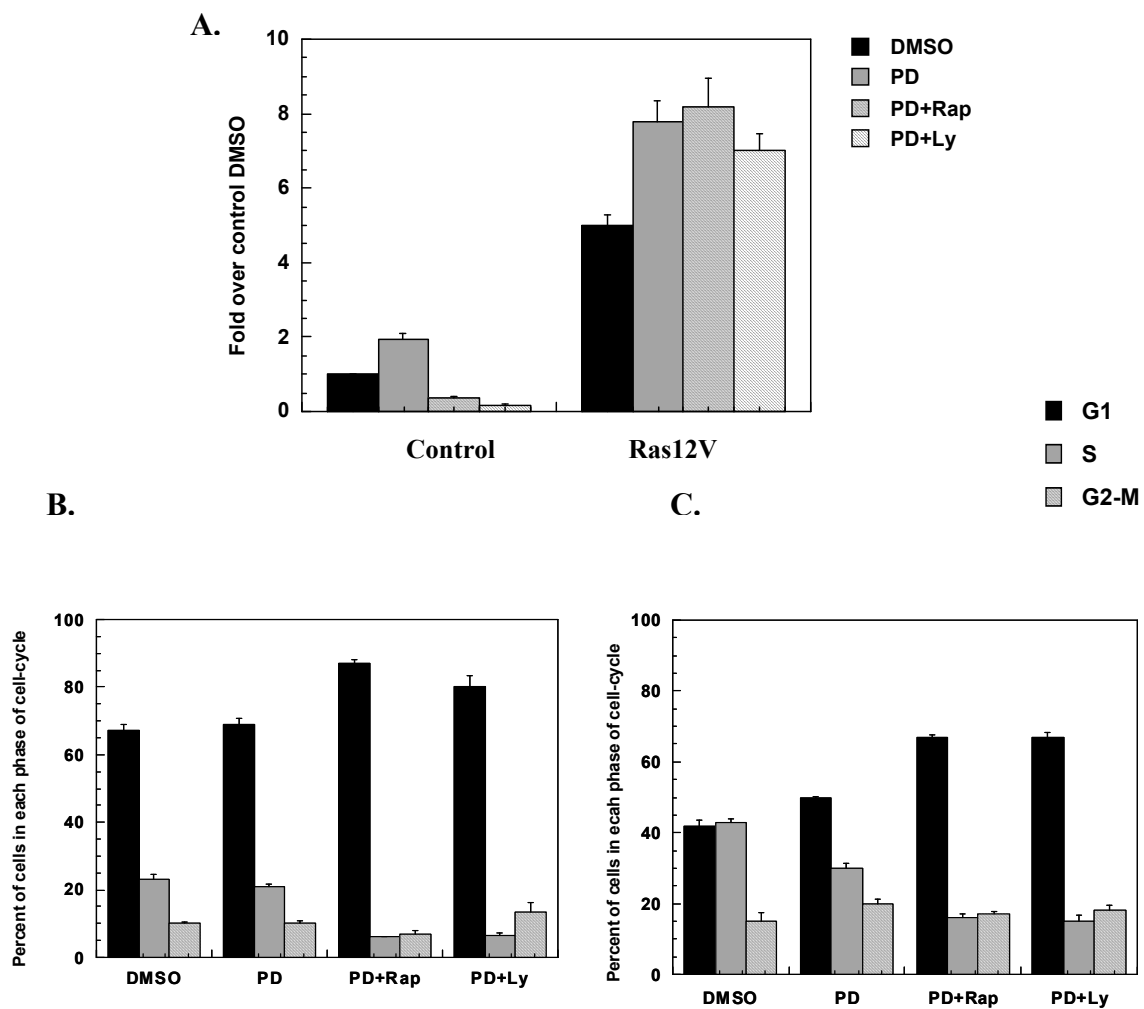 A.
Fold over control DMSO
10
8
6
4
2
0
Control Ras12V
DMSO
PD
PD+Rap
PD+Ly
G1
S
G2-M
B.
Percent of cells in each phase of cell-cycle
100
80
60
40
20
0
DMSO PD PD+Rap PD+Ly
C.
Percent of cells in ecah phase of cell-cycle
100
80
60
40
20
0
DMSO PD PD+Rap PD+Ly